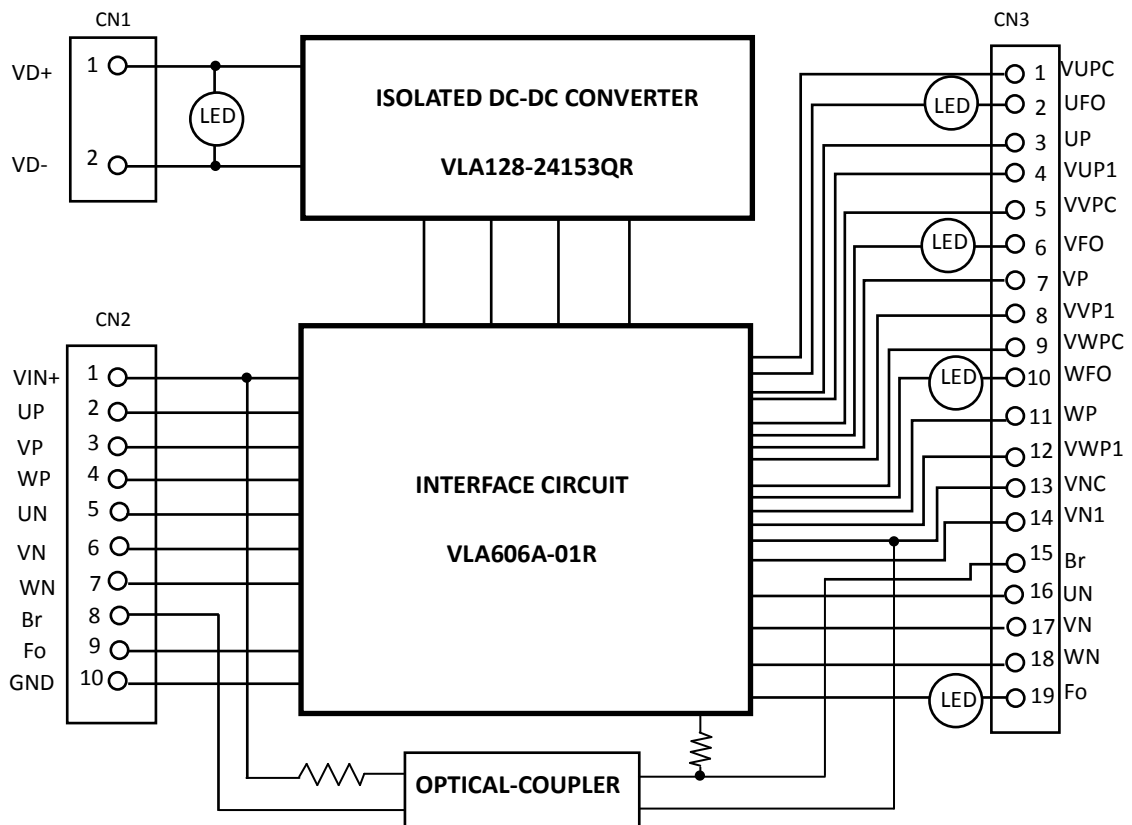 CN1
VD+ 1
LED
VD- 2
ISOLATED DC-DC CONVERTER
VLA128-24153QR
CN2
VIN+ 1
UP 2
VP 3
WP 4
UN 5
VN 6
WN 7
Br 8
Fo 9
GND 10
INTERFACE CIRCUIT
VLA606A-01R
OPTICAL-COUPLER
CN3
1 VUPC
LED 2 UFO
3 UP
4 VUP1
5 VVPC
LED 6 VFO
7 VP
8 VVP1
9 VWPC
LED 10 WFO
11 WP
12 VWP1
13 VNC
14 VN1
15 Br
16 UN
17 VN
18 WN
LED 19 Fo